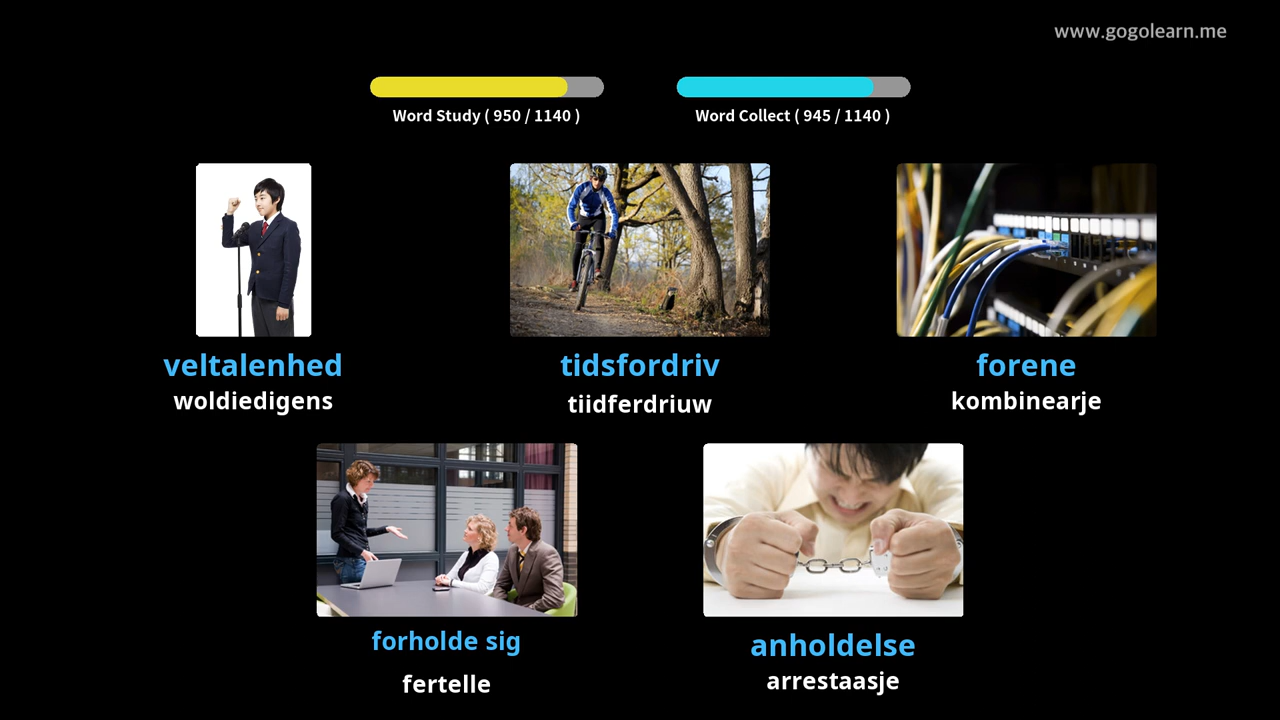 www.gogolearn.me
Word Study ( 950 / 1140 )
Word Collect ( 945 / 1140 )
veltalenhed
woldiedigens
tidsfordriv
tiidferdriuw
forene
kombinearje
forholde sig
fertelle
anholdelse
arrestaasje